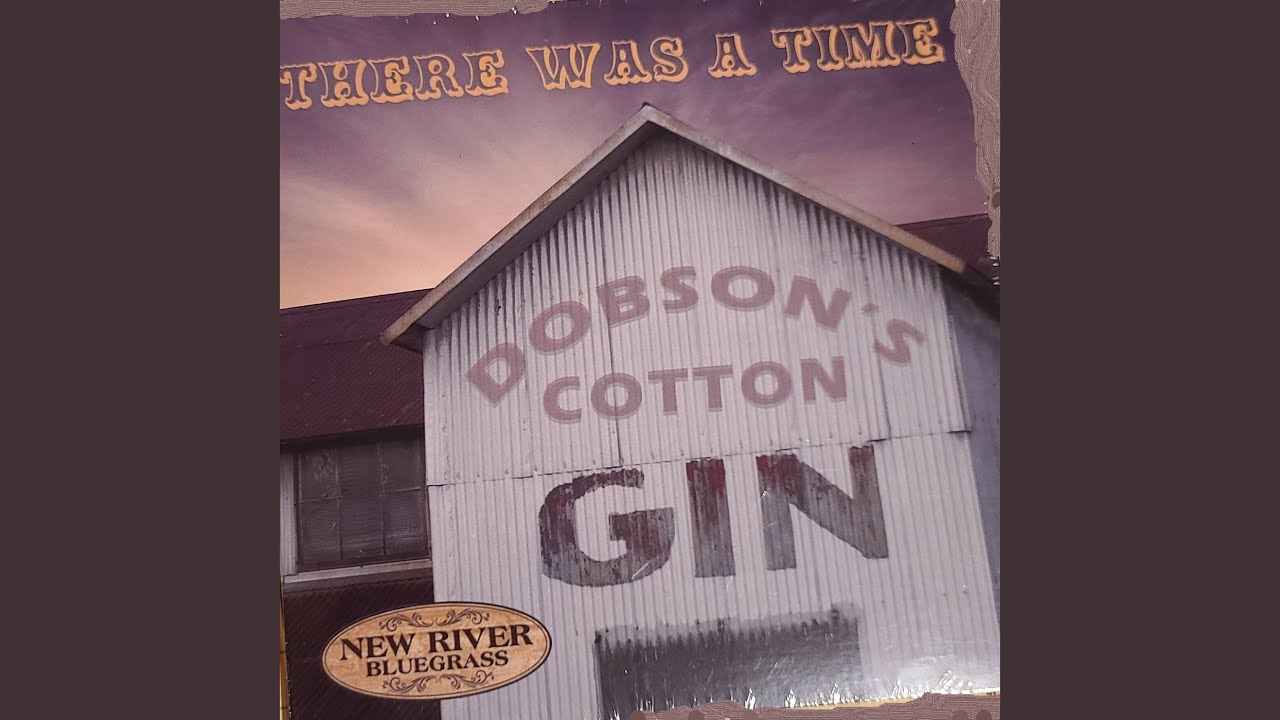 THERE WAS A TIME
DOBSON'S
COTTON
GIN
NEW RIVER
BLUEGRASS